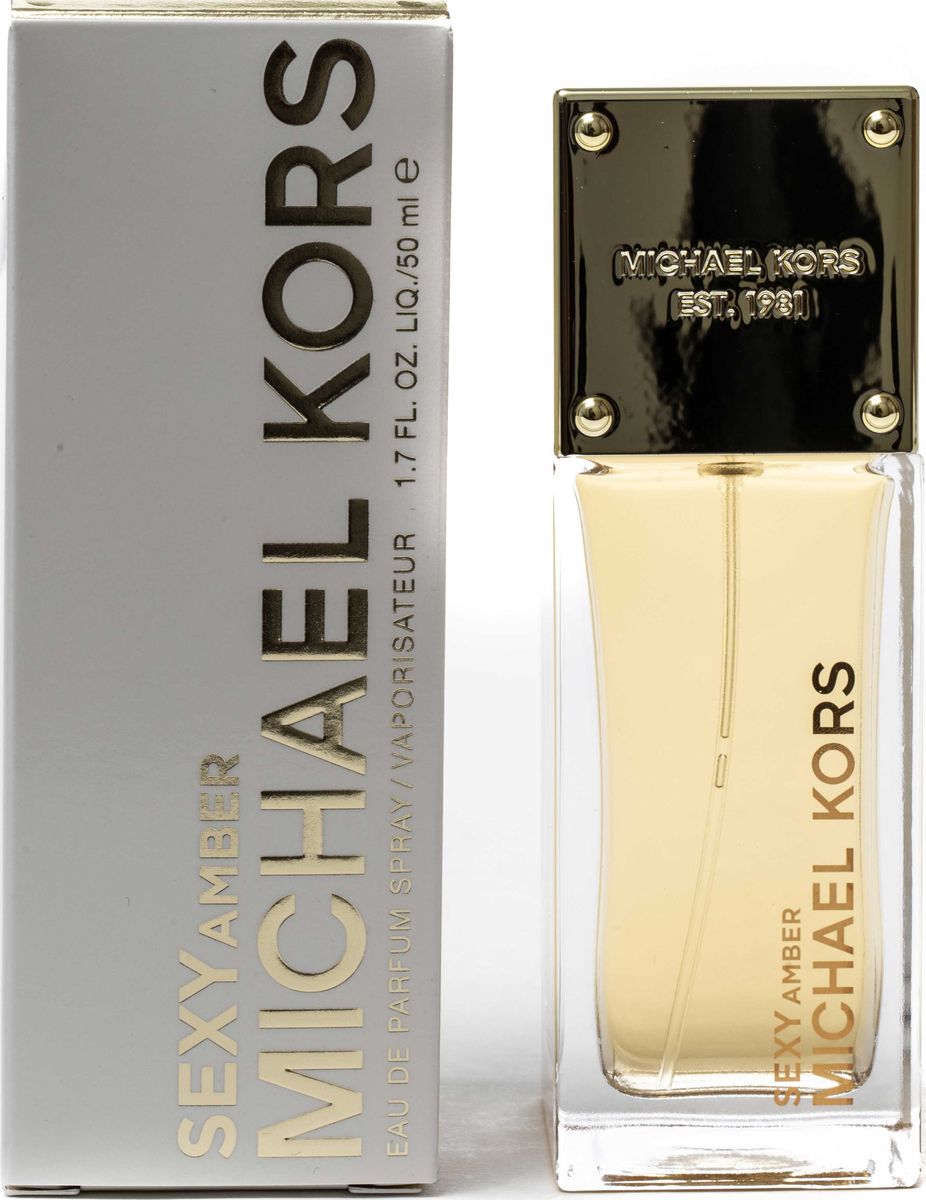 SEXY AMBER
MICHAEL KORS
EAU DE PARFUM SPRAY / VAPORISATEUR 1.7 FL. OZ. LIQ./50 ml e
MICHAEL KORS
EST. 1981
SEXY AMBER
MICHAEL KORS